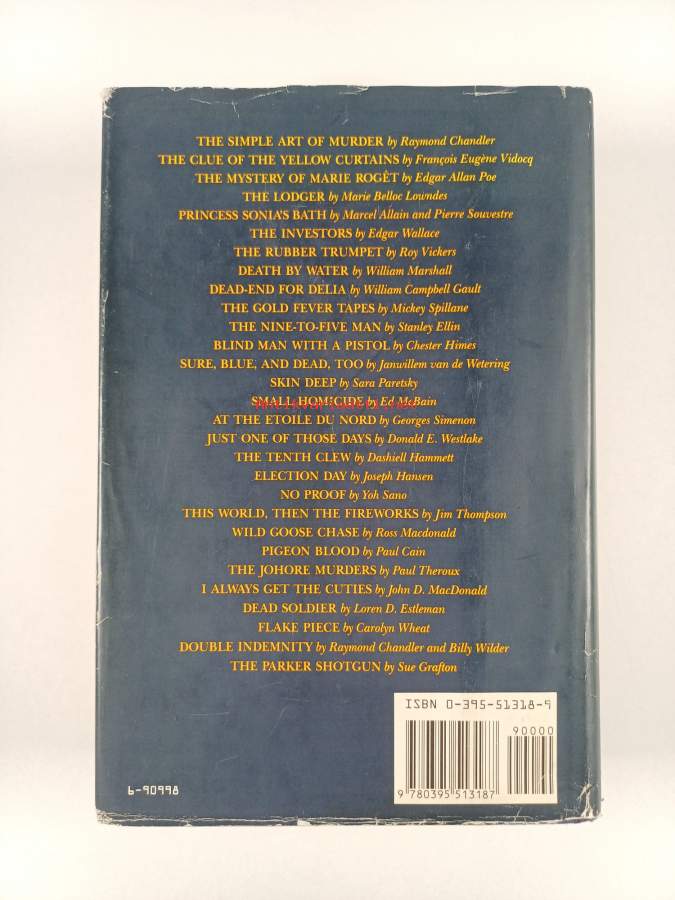 THE SIMPLE ART OF MURDER by Raymond Chandler
THE CLUE OF THE YELLOW CURTAINS by François Eugène Vidocq
THE MYSTERY OF MARIE ROGÊT by Edgar Allan Poe
THE LODGER by Marie Belloc Lowndes
PRINCESS SONIA'S BATH by Marcel Allain and Pierre Souvestre
THE INVESTORS by Edgar Wallace
THE RUBBER TRUMPET by Roy Vickers
DEATH BY WATER by William Marshall
DEAD-END FOR DELIA by William Campbell Gault
THE GOLD FEVER TAPES by Mickey Spillane
THE NINE-TO-FIVE MAN by Stanley Ellin
BLIND MAN WITH A PISTOL by Chester Himes
SURE, BLUE, AND DEAD, TOO by Janwillem van de Wetering
SKIN DEEP by Sara Paretsky
SMALL HOMICIDE by Ed McBain
AT THE ETOILE DU NORD by Georges Simenon
JUST ONE OF THOSE DAYS by Donald E. Westlake
THE TENTH CLEW by Dashiell Hammett
ELECTION DAY by Joseph Hansen
NO PROOF by Yoh Sano
THIS WORLD, THEN THE FIREWORKS by Jim Thompson
WILD GOOSE CHASE by Ross Macdonald
PIGEON BLOOD by Paul Cain
THE JOHORE MURDERS by Paul Theroux
I ALWAYS GET THE CUTIES by John D. MacDonald
DEAD SOLDIER by Loren D. Estleman
FLAKE PIECE by Carolyn Wheat
DOUBLE INDEMNITY by Raymond Chandler and Billy Wilder
THE PARKER SHOTGUN by Sue Grafton
ISBN 0-395-51318-9
90000
9 780395 513187
6-90998